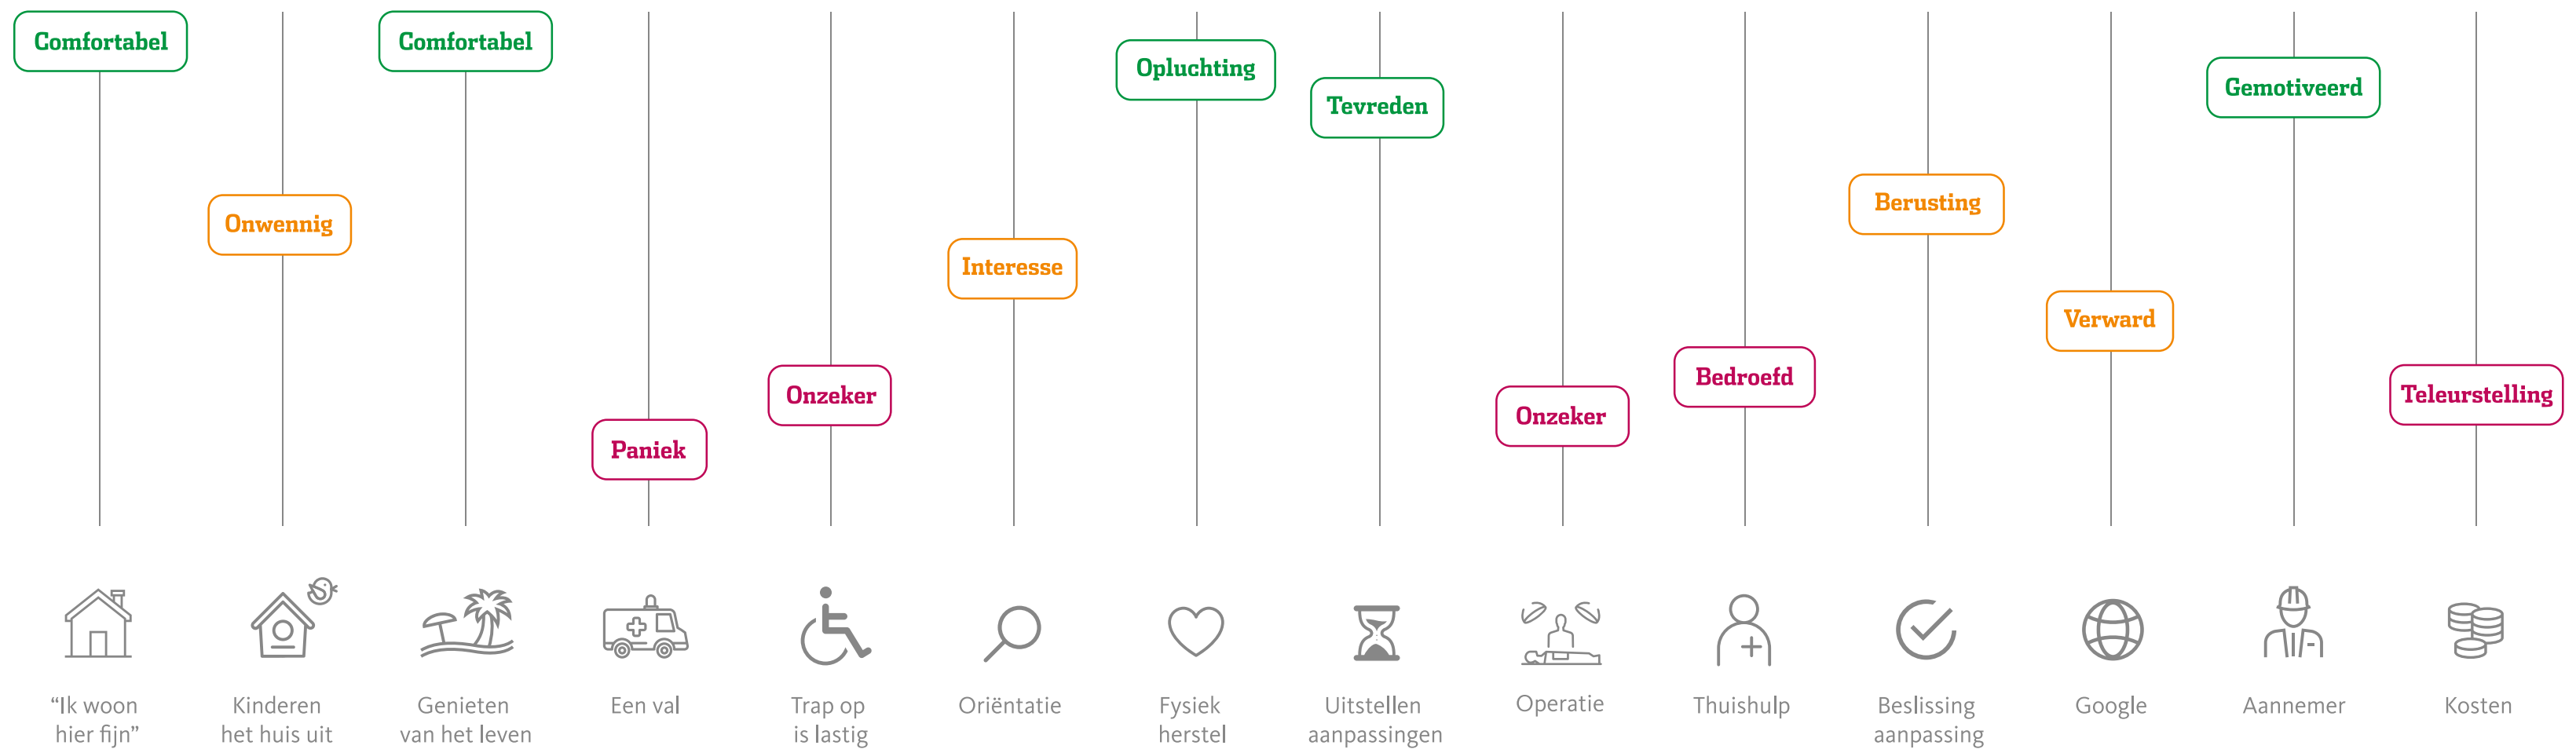 Comfortabel
Onwennig
Comfortabel
Paniek
Onzeker
Interesse
Opluchting
Tevreden
Onzeker
Bedroefd
Berusting
Verward
Gemotiveerd
Teleurstelling
“Ik woon
hier fijn”
Kinderen
het huis uit
Genieten
van het leven
Een val
Trap op
is lastig
Oriëntatie
Fysiek
herstel
Uitstellen
aanpassingen
Operatie
Thuishulp
Beslissing
aanpassing
Google
Aannemer
Kosten